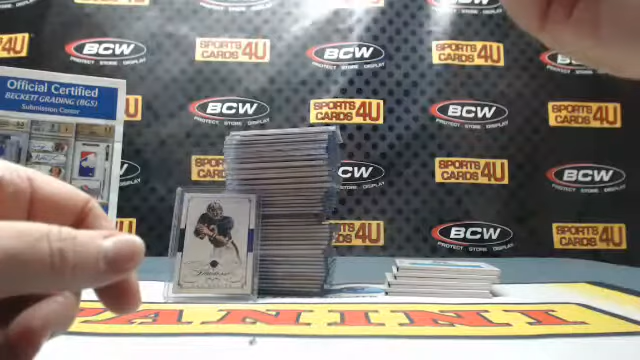 BCW
PROTECT . STORE . DISPLAY
SPORTS CARDS 4U
BCW
PROTECT . STORE . DISPLAY
SPORTS CARDS 4U
BCW
Official Certified
BECKETT GRADING (BGS)
Submission Center
BCW
PROTECT . STORE . DISPLAY
SPORTS CARDS 4U
BCW
PROTECT . STORE . DISPLAY
SPORTS CARDS 4U
BCW
SPORTS CARDS 4U
BCW
PROTECT . STORE . DISPLAY
BCW
PROTECT . STORE . DISPLAY
SPORTS CARDS 4U
PANINI